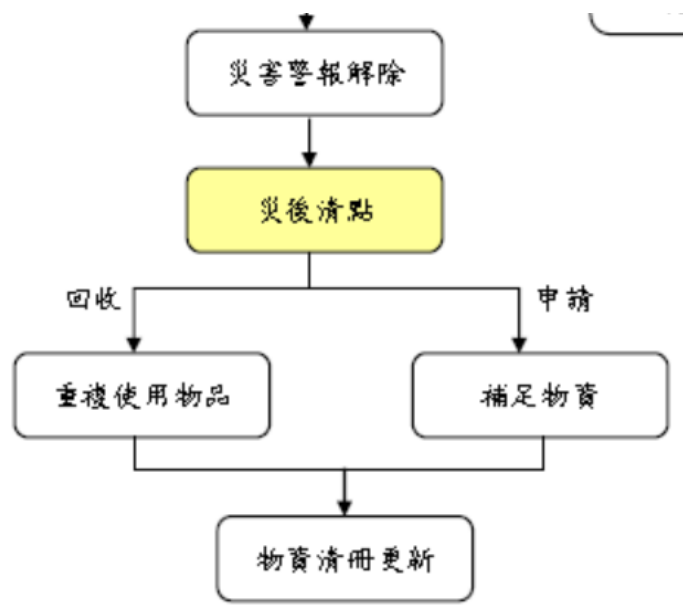 災害警報解除
災後清點
回收
申請
重複使用物品
補足物資
物資清冊更新